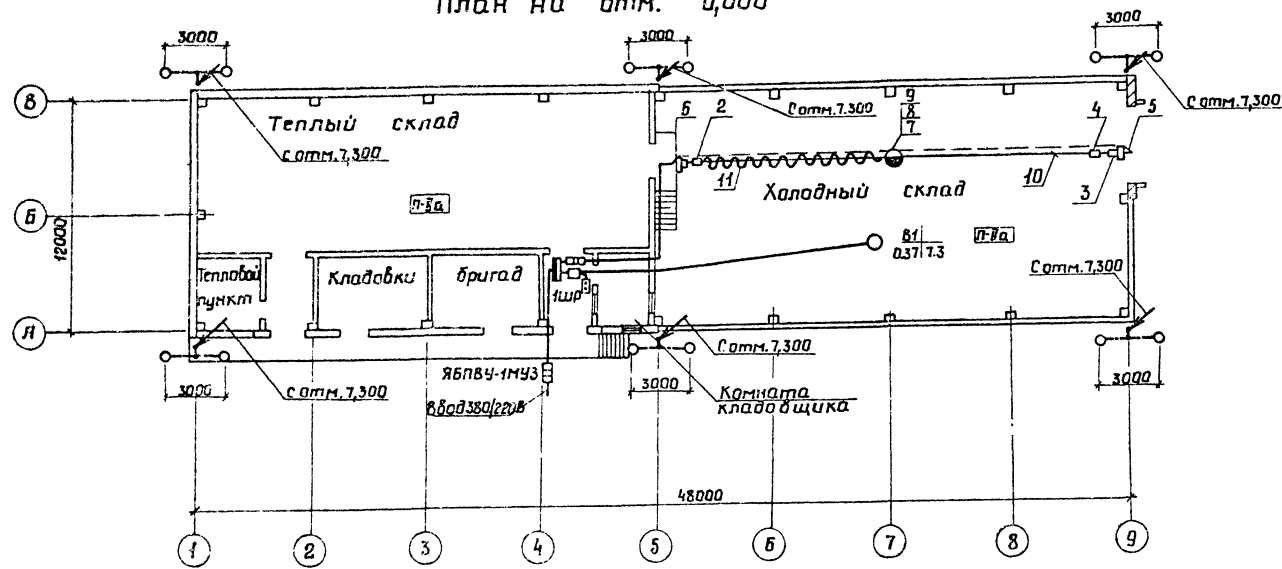 План на отм. 0,000
3000
3000
3000
В
Теплый склад
С отм. 7,300
С отм. 7.300
С отм. 7,300
6
2
9
8
7
4
5
11
10
3
Холодный склад
Б
12000
П-IIа
В1
0.37 7.3
П-IIа
Тепловой
пункт
Кладовки
бригад
1ШР
С отм. 7,300
А
ЯБПВУ-1МУ3
Ввод 380/220В
С отм. 7,300
С отм. 7,300
3000
3000
3000
Комната
кладовщика
48000
1
2
3
4
5
6
7
8
9